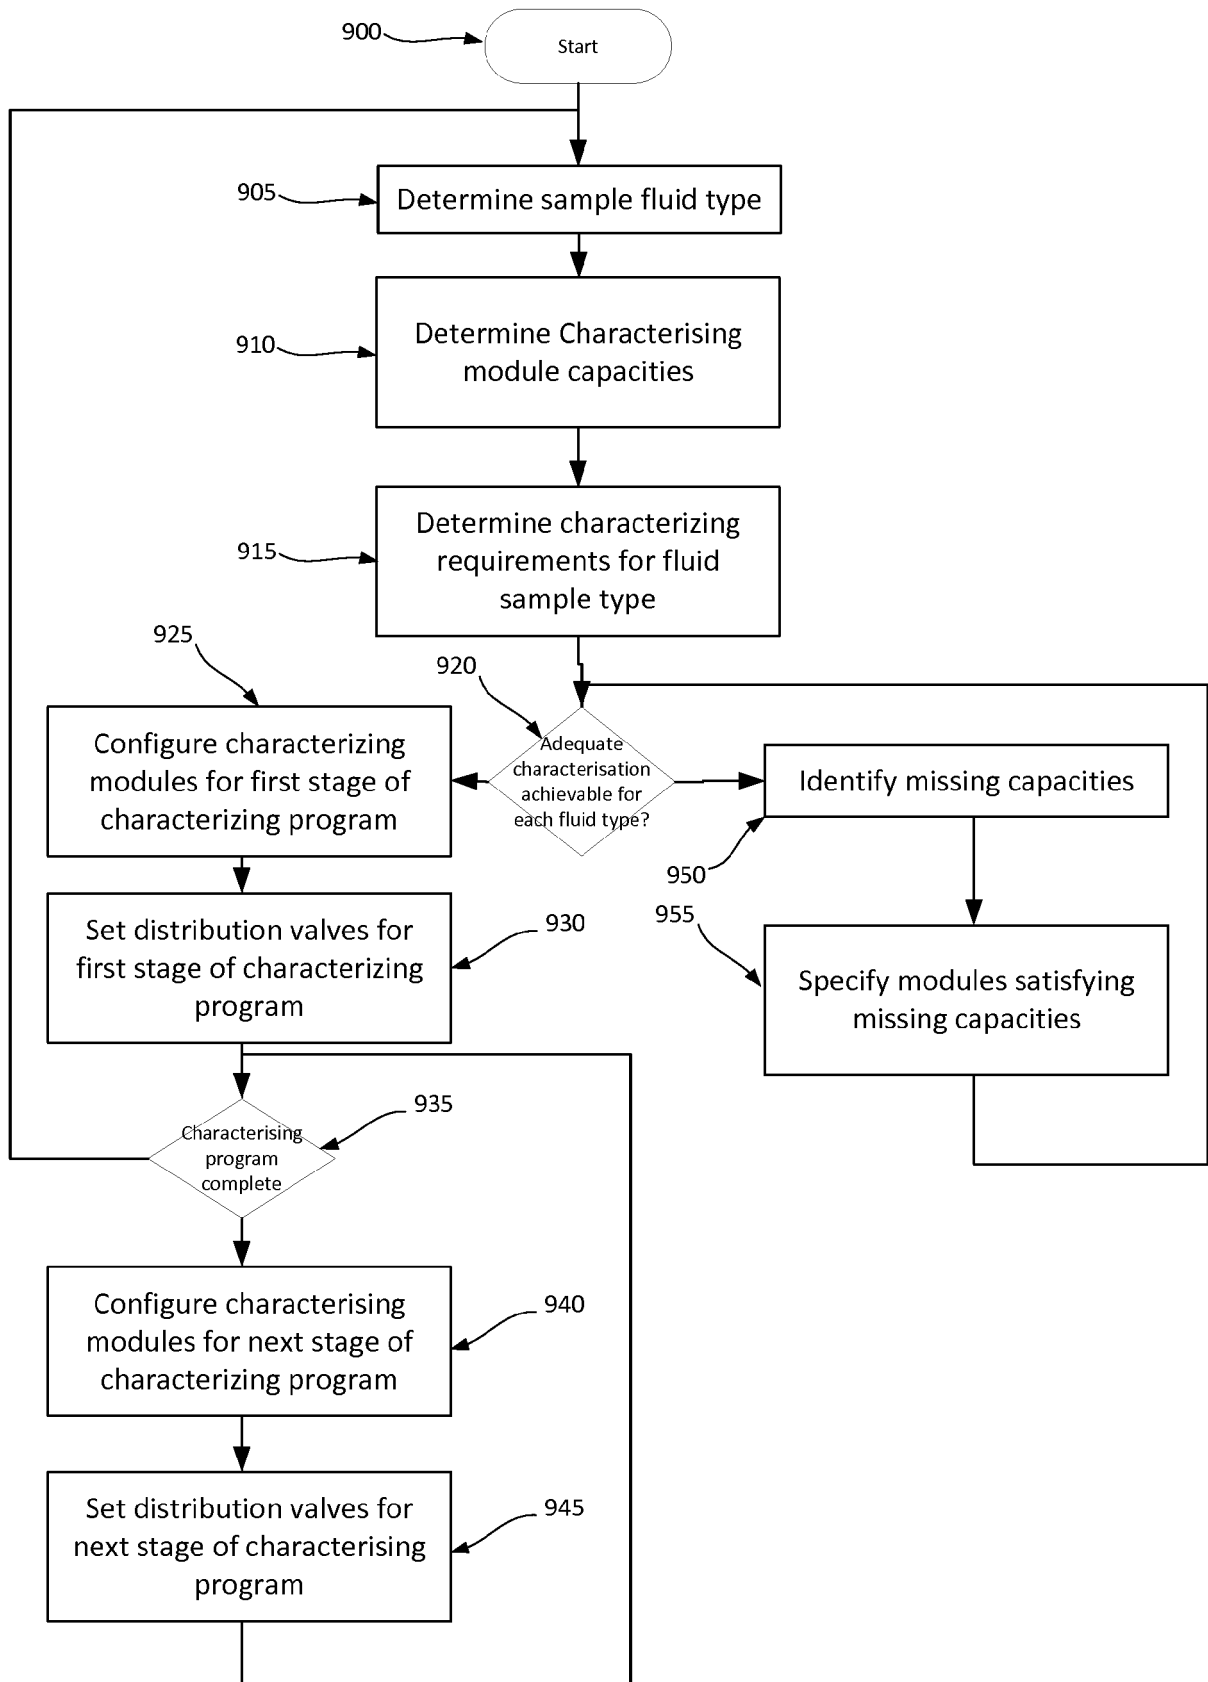 900
Start
905
Determine sample fluid type
910
Determine Characterising
module capacities
915
Determine characterizing
requirements for fluid
sample type
925
920
Configure characterizing
modules for first stage of
characterizing program
Adequate
characterisation
achievable for
each fluid type?
Identify missing capacities
950
955
Set distribution valves for
first stage of characterizing
program
930
Specify modules satisfying
missing capacities
935
Characterising
program
complete
Configure characterising
modules for next stage of
characterizing program
940
Set distribution valves for
next stage of characterising
program
945